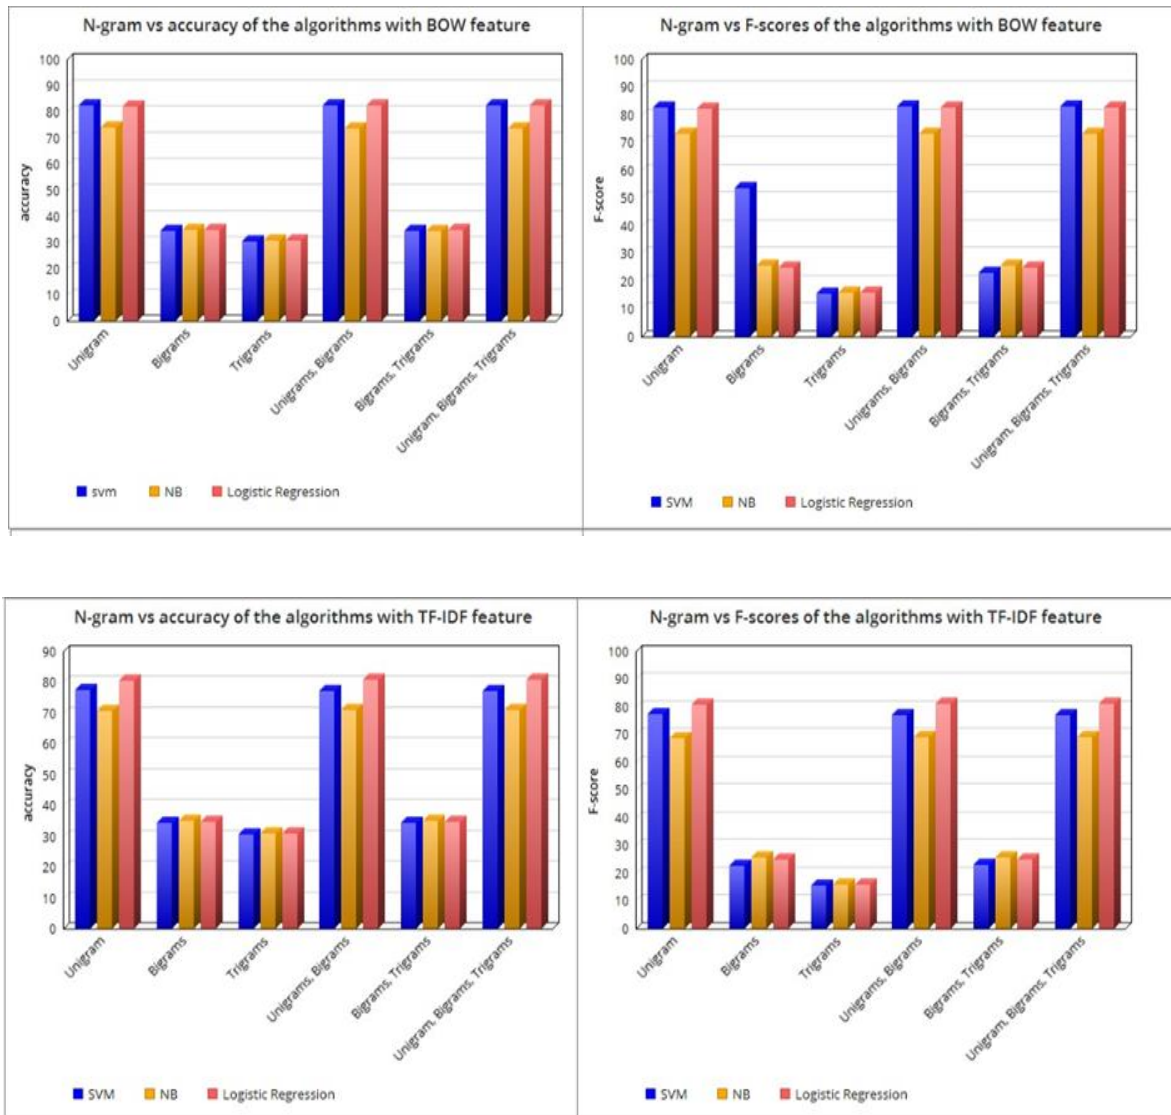 N-gram vs accuracy of the algorithms with BOW feature
100
90
80
70
60
50
40
30
20
10
0
accuracy
Unigram
Bigrams
Trigrams
Unigrams, Bigrams
Bigrams, Trigrams
Unigram, Bigrams, Trigrams
svm NB Logistic Regression
N-gram vs F-scores of the algorithms with BOW feature
100
90
80
70
60
50
40
30
20
10
0
F-score
Unigram
Bigrams
Trigrams
Unigrams, Bigrams
Bigrams, Trigrams
Unigram, Bigrams, Trigrams
SVM NB Logistic Regression
N-gram vs accuracy of the algorithms with TF-IDF feature
90
80
70
60
50
40
30
20
10
0
accuracy
Unigram
Bigrams
Trigrams
Unigrams, Bigrams
Bigrams, Trigrams
Unigram, Bigrams, Trigrams
SVM NB Logistic Regression
N-gram vs F-scores of the algorithms with TF-IDF feature
100
90
80
70
60
50
40
30
20
10
0
F-score
Unigram
Bigrams
Trigrams
Unigrams, Bigrams
Bigrams, Trigrams
Unigram, Bigrams, Trigrams
SVM NB Logistic Regression